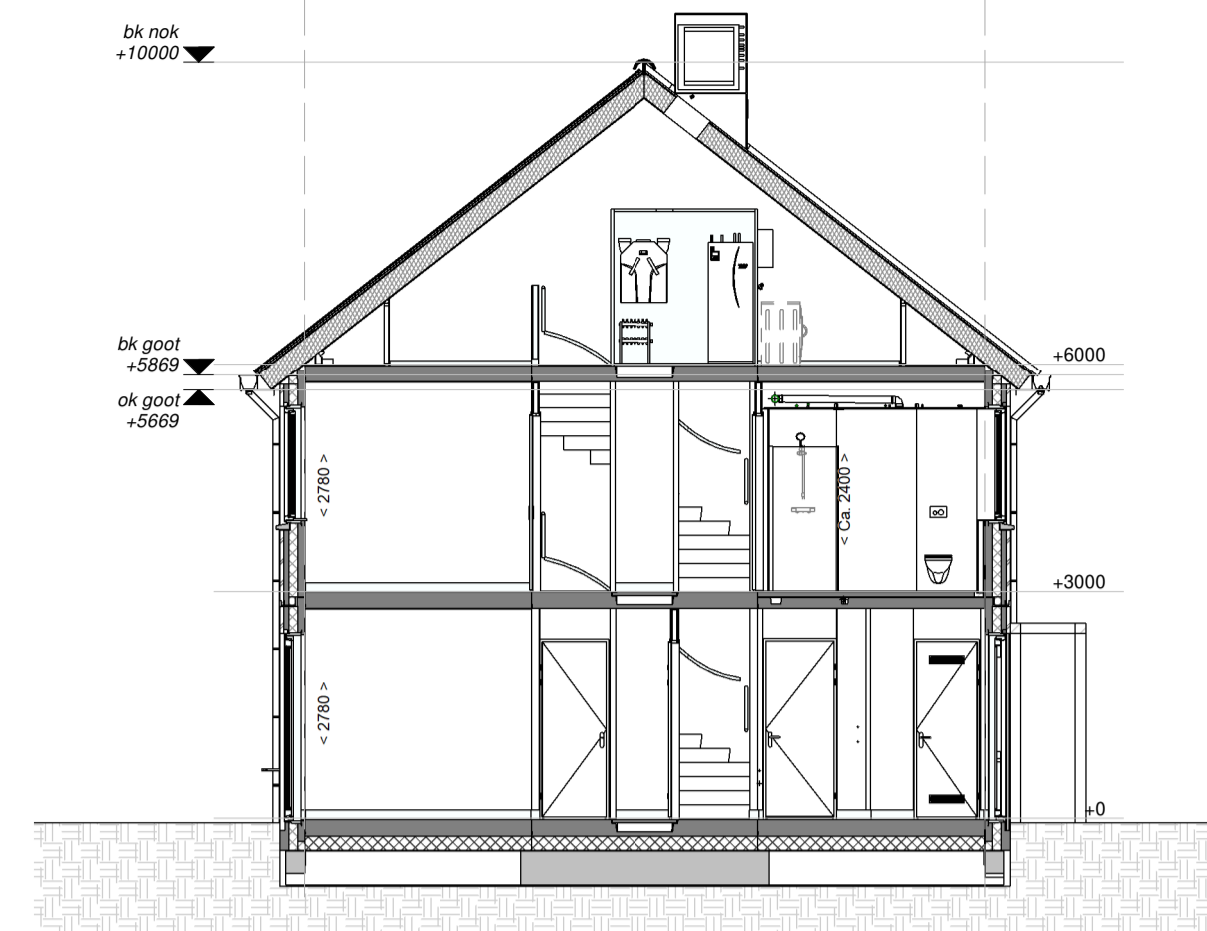 bk nok
+10000
bk goot
+5869
+6000
ok goot
+5669
< 2780 >
< Ca. 2400 >
+3000
< 2780 >
+0